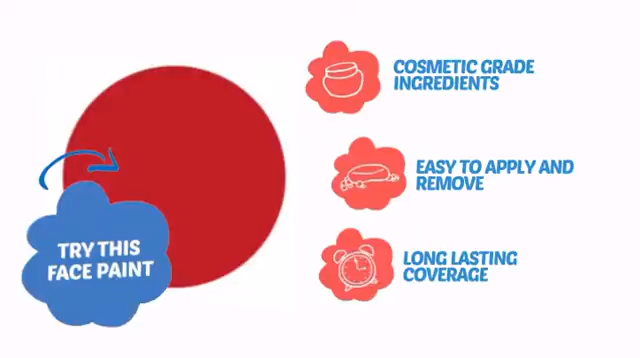 COSMETIC GRADE
INGREDIENTS
EASY TO APPLY AND
REMOVE
TRY THIS
FACE PAINT
LONG LASTING
COVERAGE